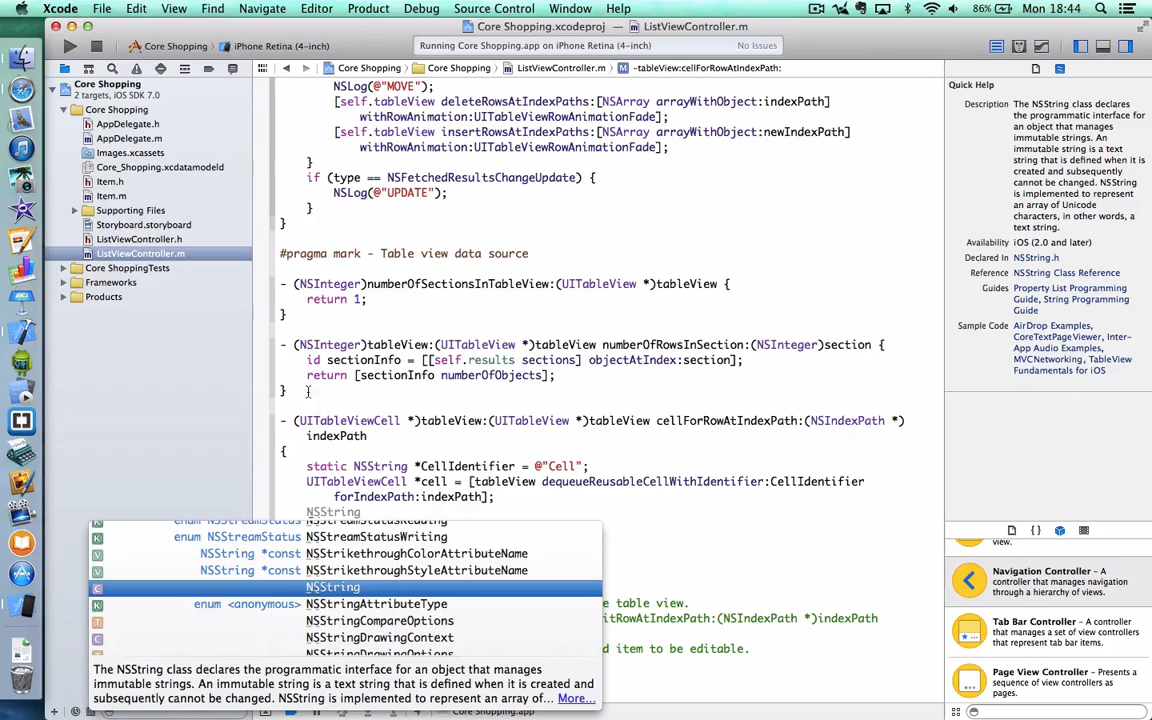 Xcode File Edit View Find Navigate Editor Product Debug Source Control Window Help 4 86% Mon 18:44
Core Shopping.xcodeproj — ListViewController.m
Core Shopping iPhone Retina (4-inch) Running Core Shopping.app on iPhone Retina (4-inch) No Issues
Core Shopping Core Shopping ListViewController.m M -tableView:cellForRowAtIndexPath:
Core Shopping
2 targets, iOS SDK 7.0
Core Shopping
AppDelegate.h
AppDelegate.m
Images.xcassets
Core_Shopping.xcdatamodeld
Item.h
Item.m
Supporting Files
Storyboard.storyboard
ListViewController.h
ListViewController.m
Core ShoppingTests
Frameworks
Products
NSLog(@"MOVE");
[self.tableView deleteRowsAtIndexPaths:[NSArray arrayWithObject:indexPath]
withRowAnimation:UITableViewRowAnimationFade];
[self.tableView insertRowsAtIndexPaths:[NSArray arrayWithObject:newIndexPath]
withRowAnimation:UITableViewRowAnimationFade];
}
if (type == NSFetchedResultsChangeUpdate) {
NSLog(@"UPDATE");
}
}
#pragma mark - Table view data source
- (NSInteger)numberOfSectionsInTableView:(UITableView *)tableView {
return 1;
}
- (NSInteger)tableView:(UITableView *)tableView numberOfRowsInSection:(NSInteger)section {
id sectionInfo = [[self.results sections] objectAtIndex:section];
return [sectionInfo numberOfObjects];
}
- (UITableViewCell *)tableView:(UITableView *)tableView cellForRowAtIndexPath:(NSIndexPath *)
indexPath
{
static NSString *CellIdentifier = @"Cell";
UITableViewCell *cell = [tableView dequeueReusableCellWithIdentifier:CellIdentifier
forIndexPath:indexPath];
NSString
K enum NSStreamStatus NSStreamStatusReading
K enum NSStreamStatus NSStreamStatusWriting
V NSString *const NSStrikethroughColorAttributeName
V NSString *const NSStrikethroughStyleAttributeName
C NSString
K enum <anonymous> NSStringAttributeType
T NSStringCompareOptions
C NSStringDrawingContext
T NSStringDrawingOptions
The NSString class declares the programmatic interface for an object that manages
immutable strings. An immutable string is a text string that is defined when it is created and
subsequently cannot be changed. NSString is implemented to represent an array of... More...
e table view.
itRowAtIndexPath:(NSIndexPath *)indexPath
d item to be editable.
Core Shopping.app
Quick Help
Description The NSString class declares
the programmatic interface for
an object that manages
immutable strings. An
immutable string is a text
string that is defined when it is
created and subsequently
cannot be changed. NSString
is implemented to represent
an array of Unicode
characters, in other words, a
text string.
Availability iOS (2.0 and later)
Declared In NSString.h
Reference NSString Class Reference
Guides Property List Programming
Guide, String Programming
Guide
Sample Code AirDrop Examples,
CoreTextPageViewer, Inter-
App Audio Examples,
MVCNetworking, TableView
Fundamentals for iOS
{ }
view.
Navigation Controller – A
controller that manages navigation
through a hierarchy of views.
Tab Bar Controller – A
controller that manages a set of
view controllers
that represent tab bar items.
Page View Controller – Presents a
sequence of view controllers as
pages.